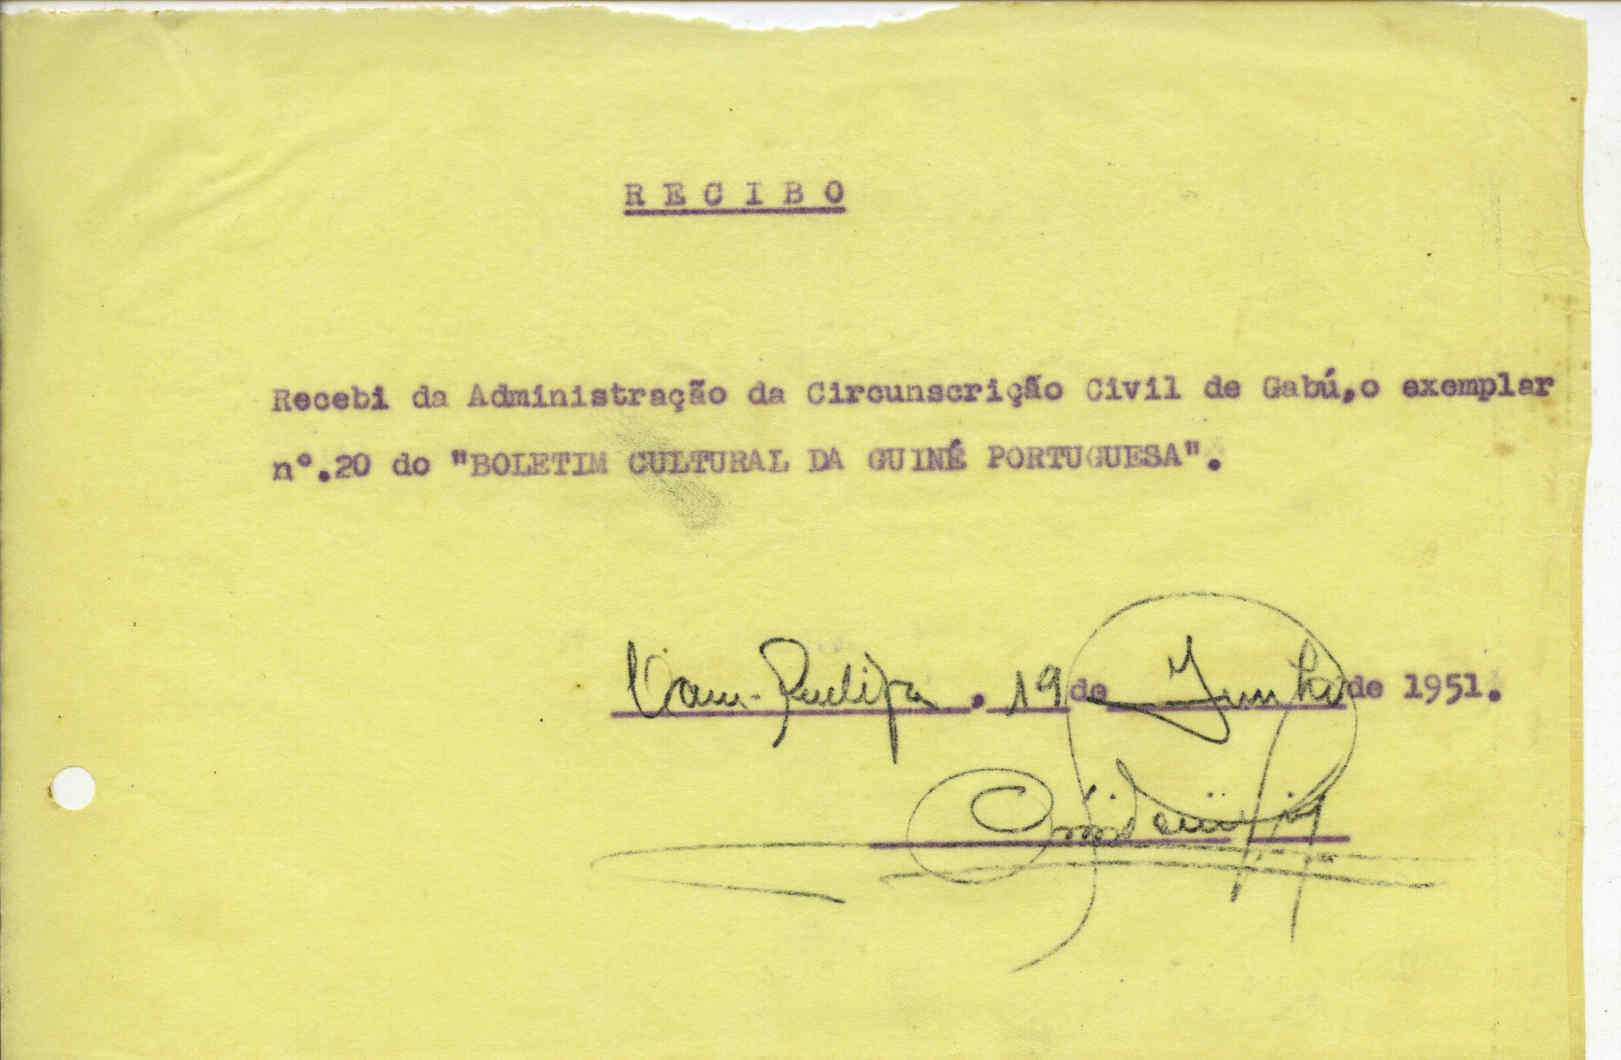 R E C I B O
Recebi da Administração da Circunscrição Civil de Gabú,o exemplar
nº.20 do "BOLETIM CULTURAL DA GUINÉ PORTUGUESA".
19 de Junho de 1951.